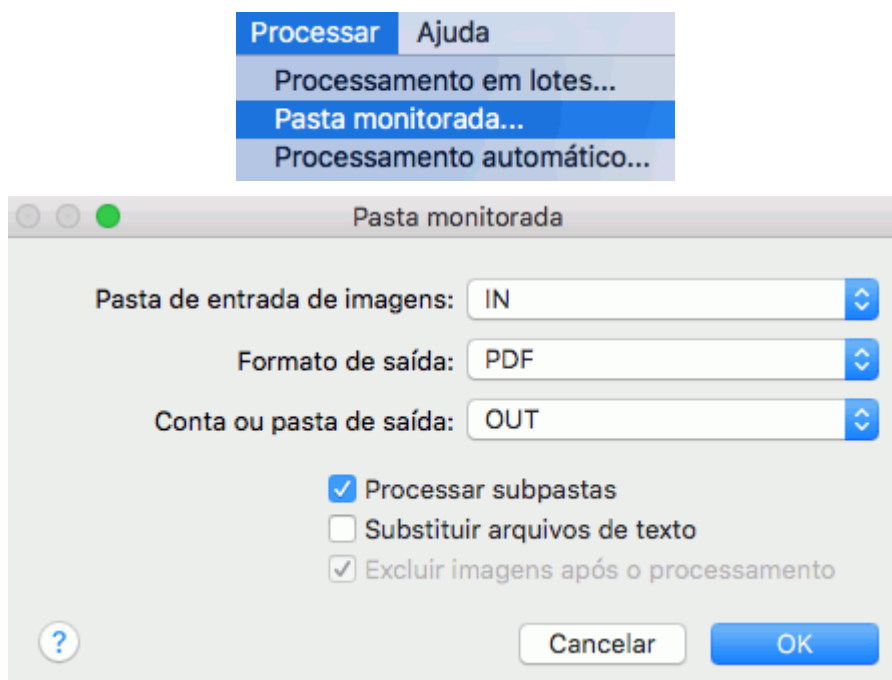 Processar Ajuda
Processamento em lotes...
Pasta monitorada...
Processamento automático...
Pasta monitorada
Pasta de entrada de imagens: IN
Formato de saída: PDF
Conta ou pasta de saída: OUT
Processar subpastas
Substituir arquivos de texto
Excluir imagens após o processamento
? Cancelar OK